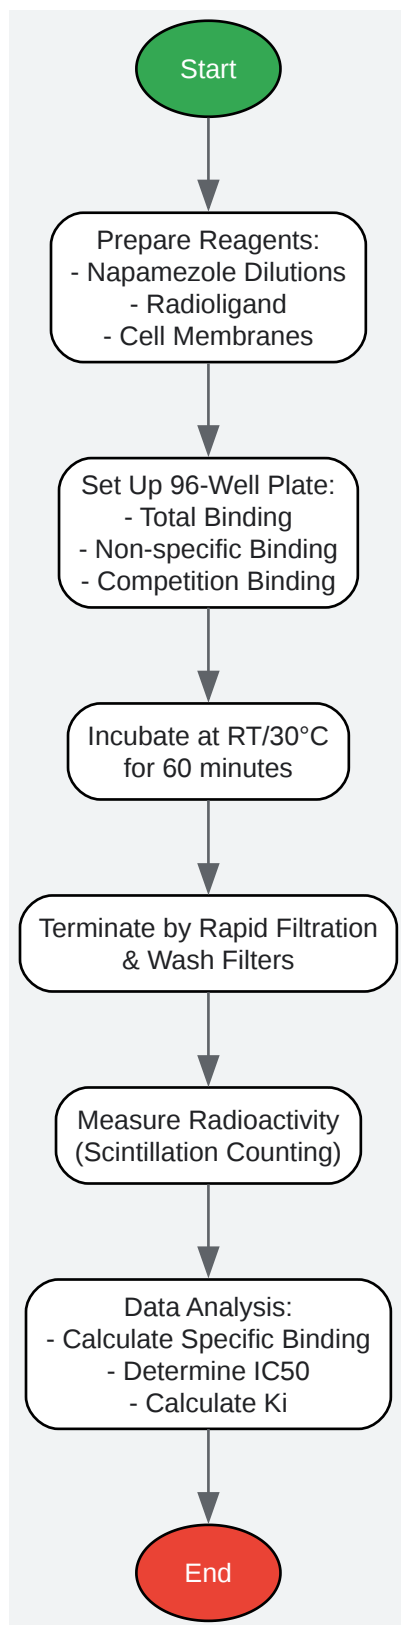 Start
Prepare Reagents:
- Napamezole Dilutions
- Radioligand
- Cell Membranes
Set Up 96-Well Plate:
- Total Binding
- Non-specific Binding
- Competition Binding
Incubate at RT/30°C
for 60 minutes
Terminate by Rapid Filtration
& Wash Filters
Measure Radioactivity
(Scintillation Counting)
Data Analysis:
- Calculate Specific Binding
- Determine IC50
- Calculate Ki
End